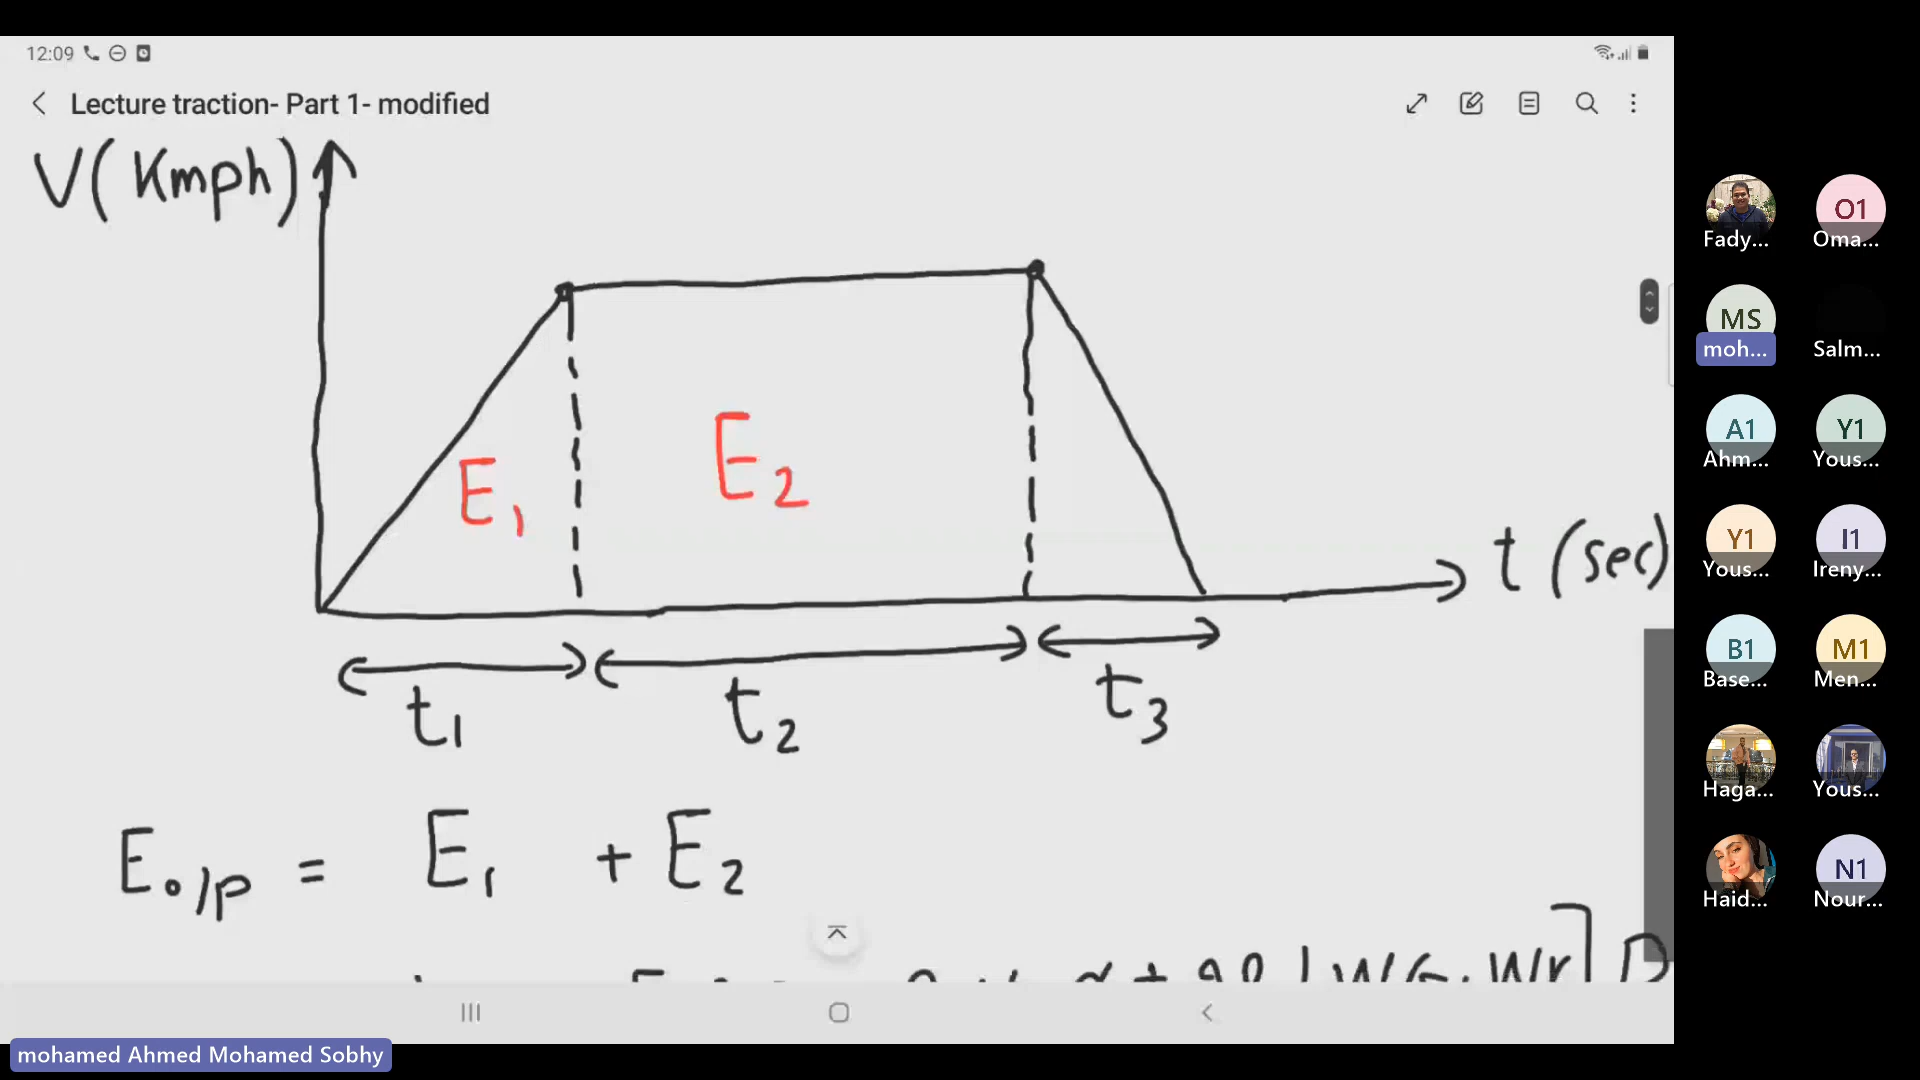 12:09
Lecture traction- Part 1- modified
V(Kmph)
E1
E2
t (sec)
t1
t2
t3
Eo/p = E1 + E2
Fady...
O1
Oma...
MS
moh...
Salm...
A1
Ahm...
Y1
Yous...
Y1
Yous...
I1
Ireny...
B1
Base...
M1
Men...
Haga...
Yous...
Haid...
N1
Nour...
mohamed Ahmed Mohamed Sobhy